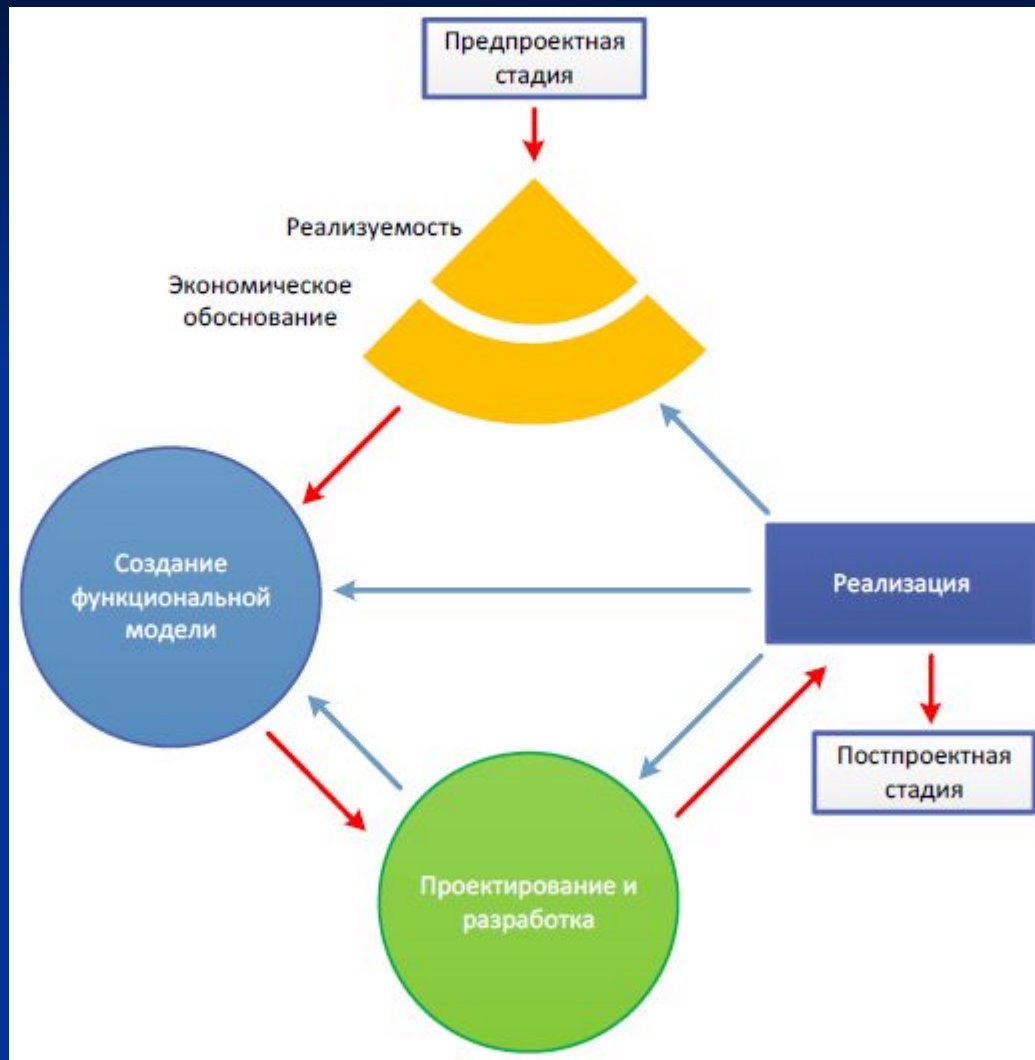 Предпроектная
стадия
Реализуемость
Экономическое
обоснование
Создание
функциональной
модели
Реализация
Постпроектная
стадия
Проектирование и
разработка